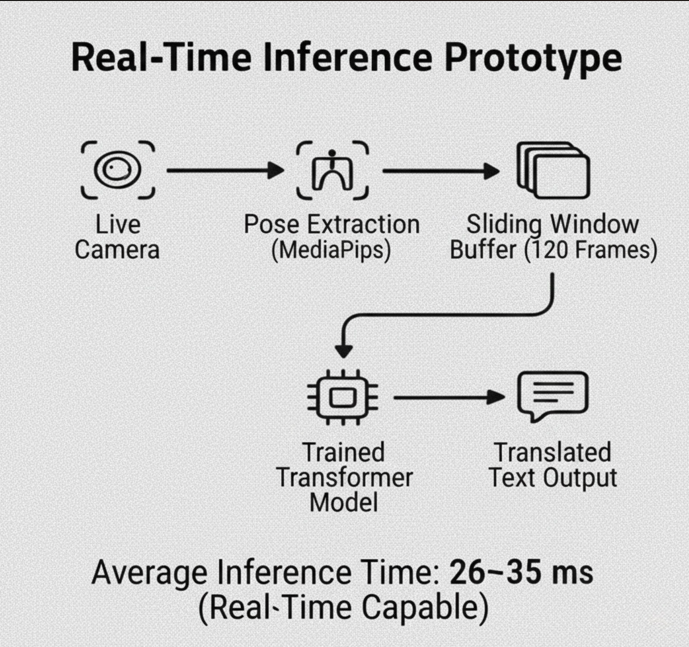 Real-Time Inference Prototype
Live
Camera
Pose Extraction
(MediaPips)
Sliding Window
Buffer (120 Frames)
Trained
Transformer
Model
Translated
Text Output
Average Inference Time: 26–35 ms
(Real-Time Capable)